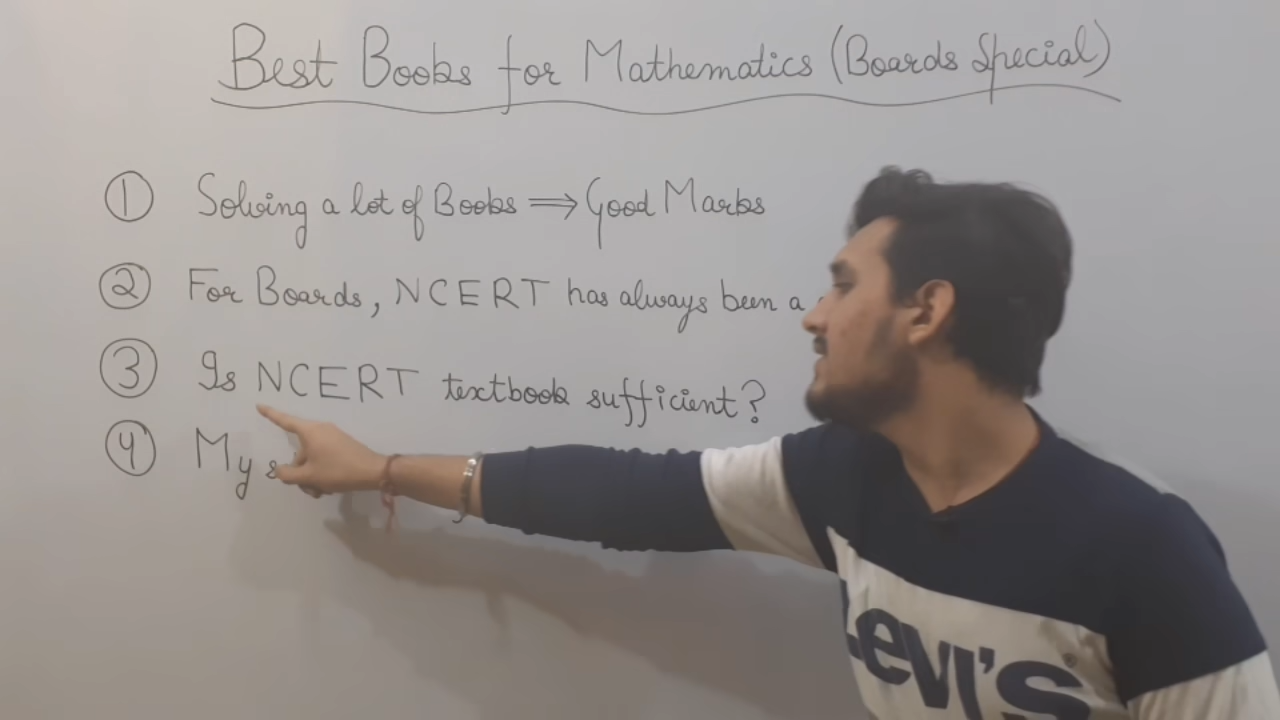 Best Books for Mathematics (Boards Special)
① Solving a lot of Books ⇒ Good Marks
② For Boards, NCERT has always been a
③ Is NCERT textbook sufficient?
④ My
Levi's